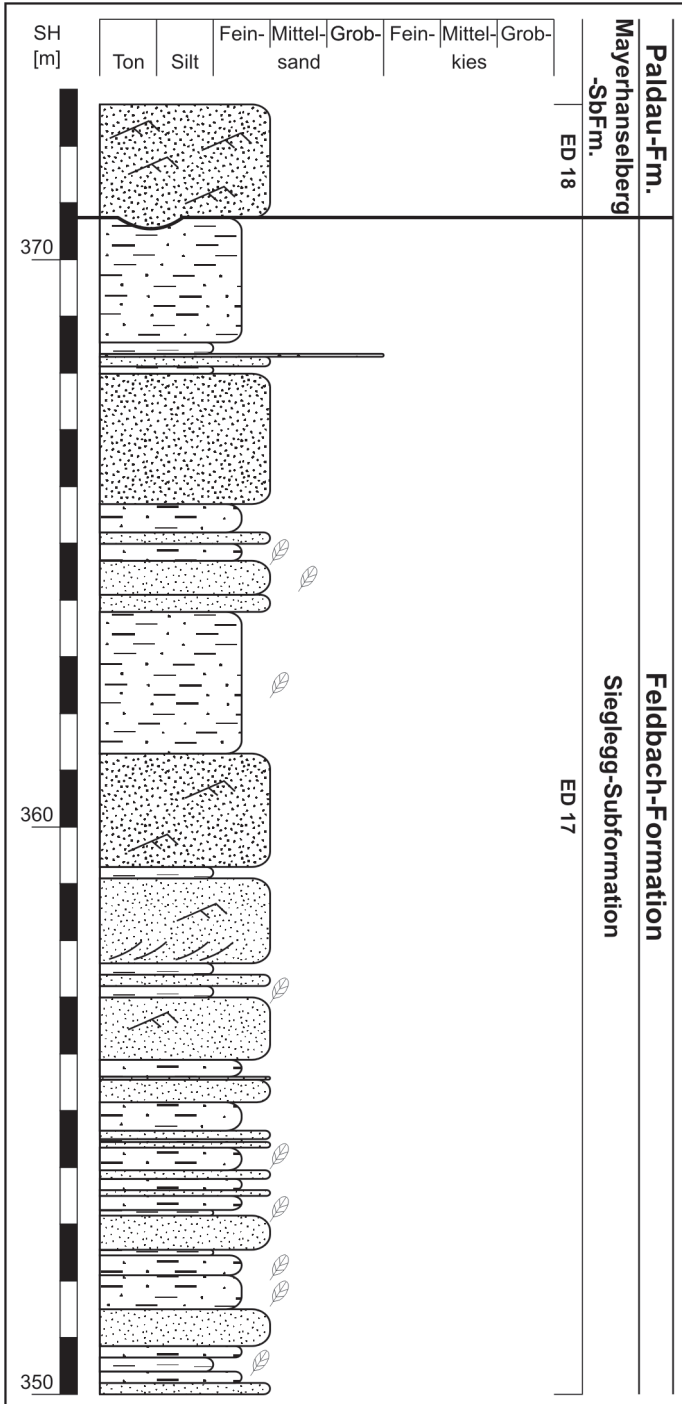 SH
[m]
Ton
Silt
Fein-
Mittel-
Grob-
sand
Fein-
Mittel-
Grob-
kies
370
360
350
ED 18
ED 17
Mayerhanselberg
-SbFm.
Sieglegg-Subformation
Paldau-Fm.
Feldbach-Formation